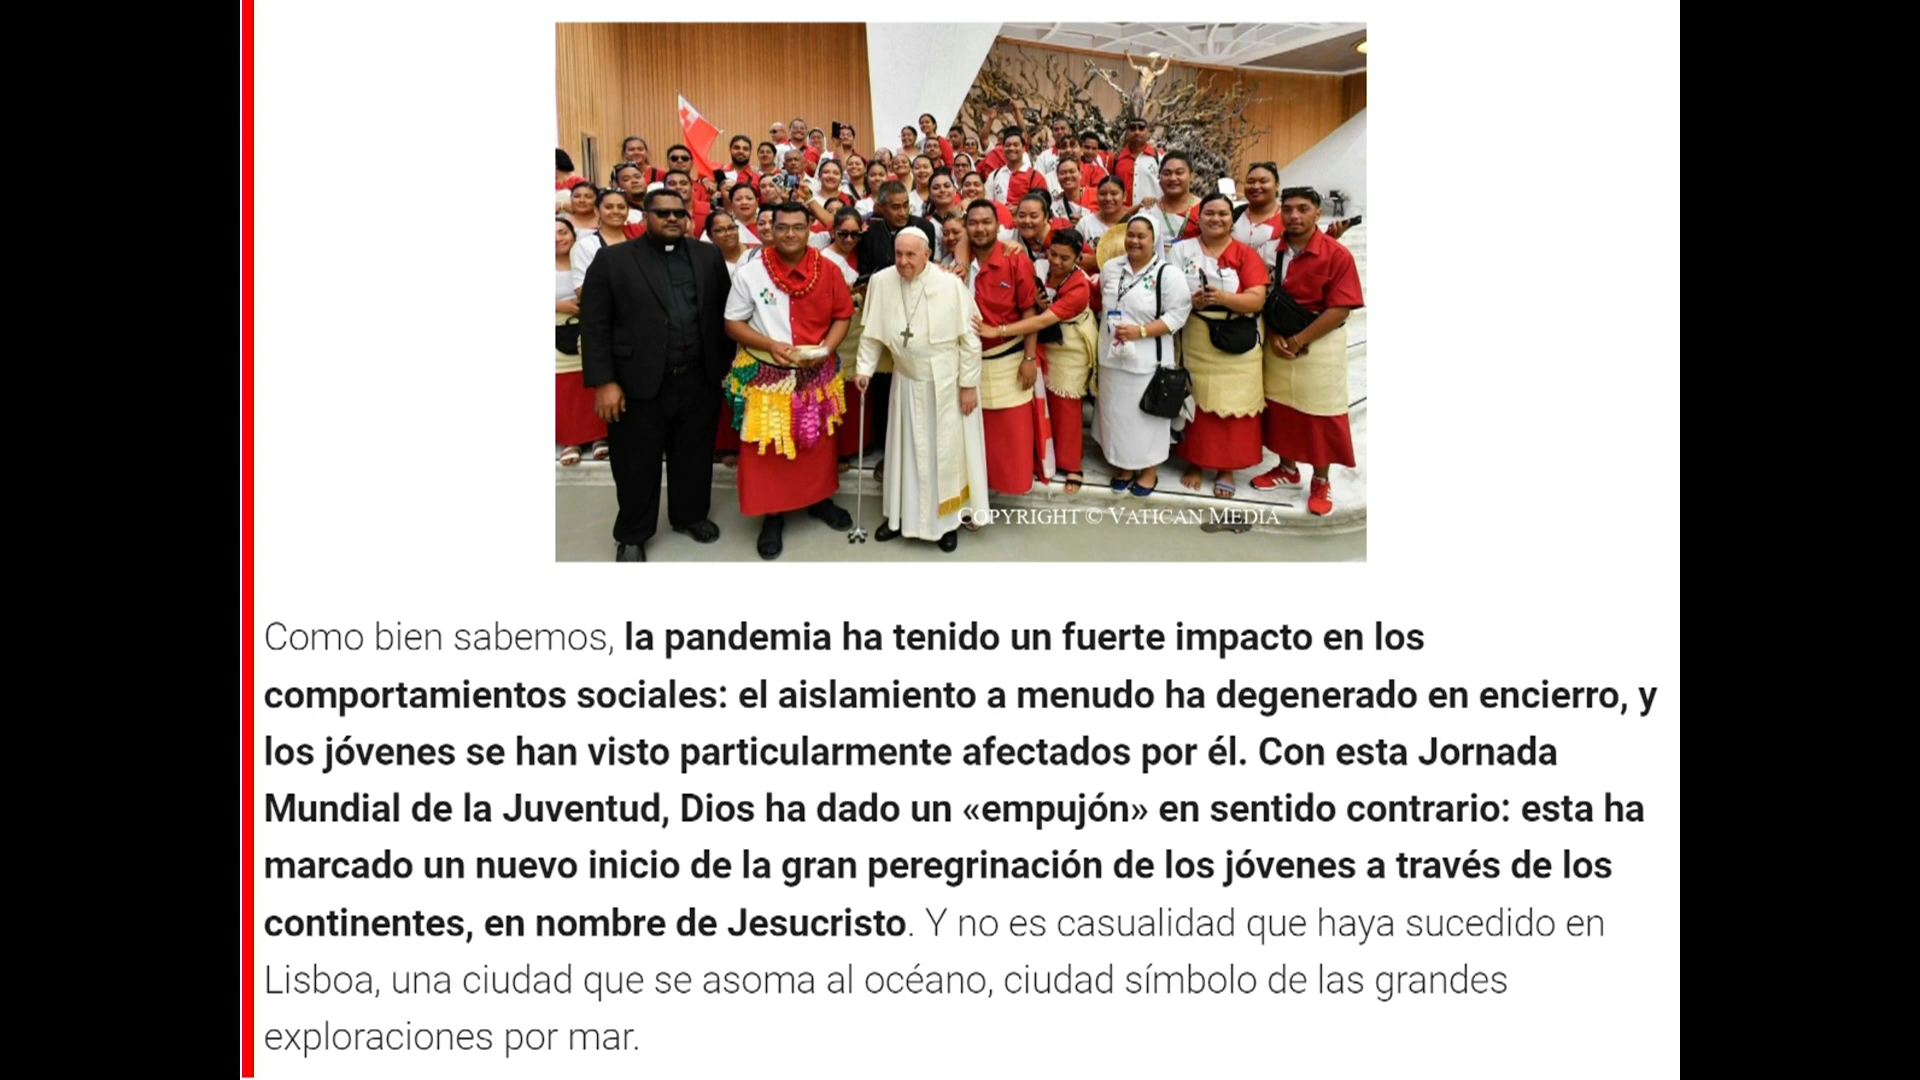 COPYRIGHT © VATICAN MEDIA
Como bien sabemos, la pandemia ha tenido un fuerte impacto en los
comportamientos sociales: el aislamiento a menudo ha degenerado en encierro, y
los jóvenes se han visto particularmente afectados por él. Con esta Jornada
Mundial de la Juventud, Dios ha dado un «empujón» en sentido contrario: esta ha
marcado un nuevo inicio de la gran peregrinación de los jóvenes a través de los
continentes, en nombre de Jesucristo. Y no es casualidad que haya sucedido en
Lisboa, una ciudad que se asoma al océano, ciudad símbolo de las grandes
exploraciones por mar.